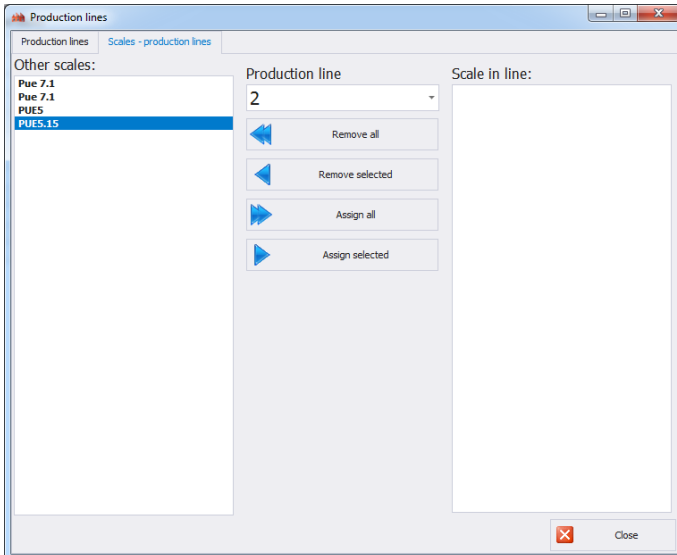 Production lines
Production lines
Scales - production lines
Other scales:
Pue 7.1
Pue 7.1
PUE5
PUE5.15
Production line
2
Remove all
Remove selected
Assign all
Assign selected
Scale in line:
Close